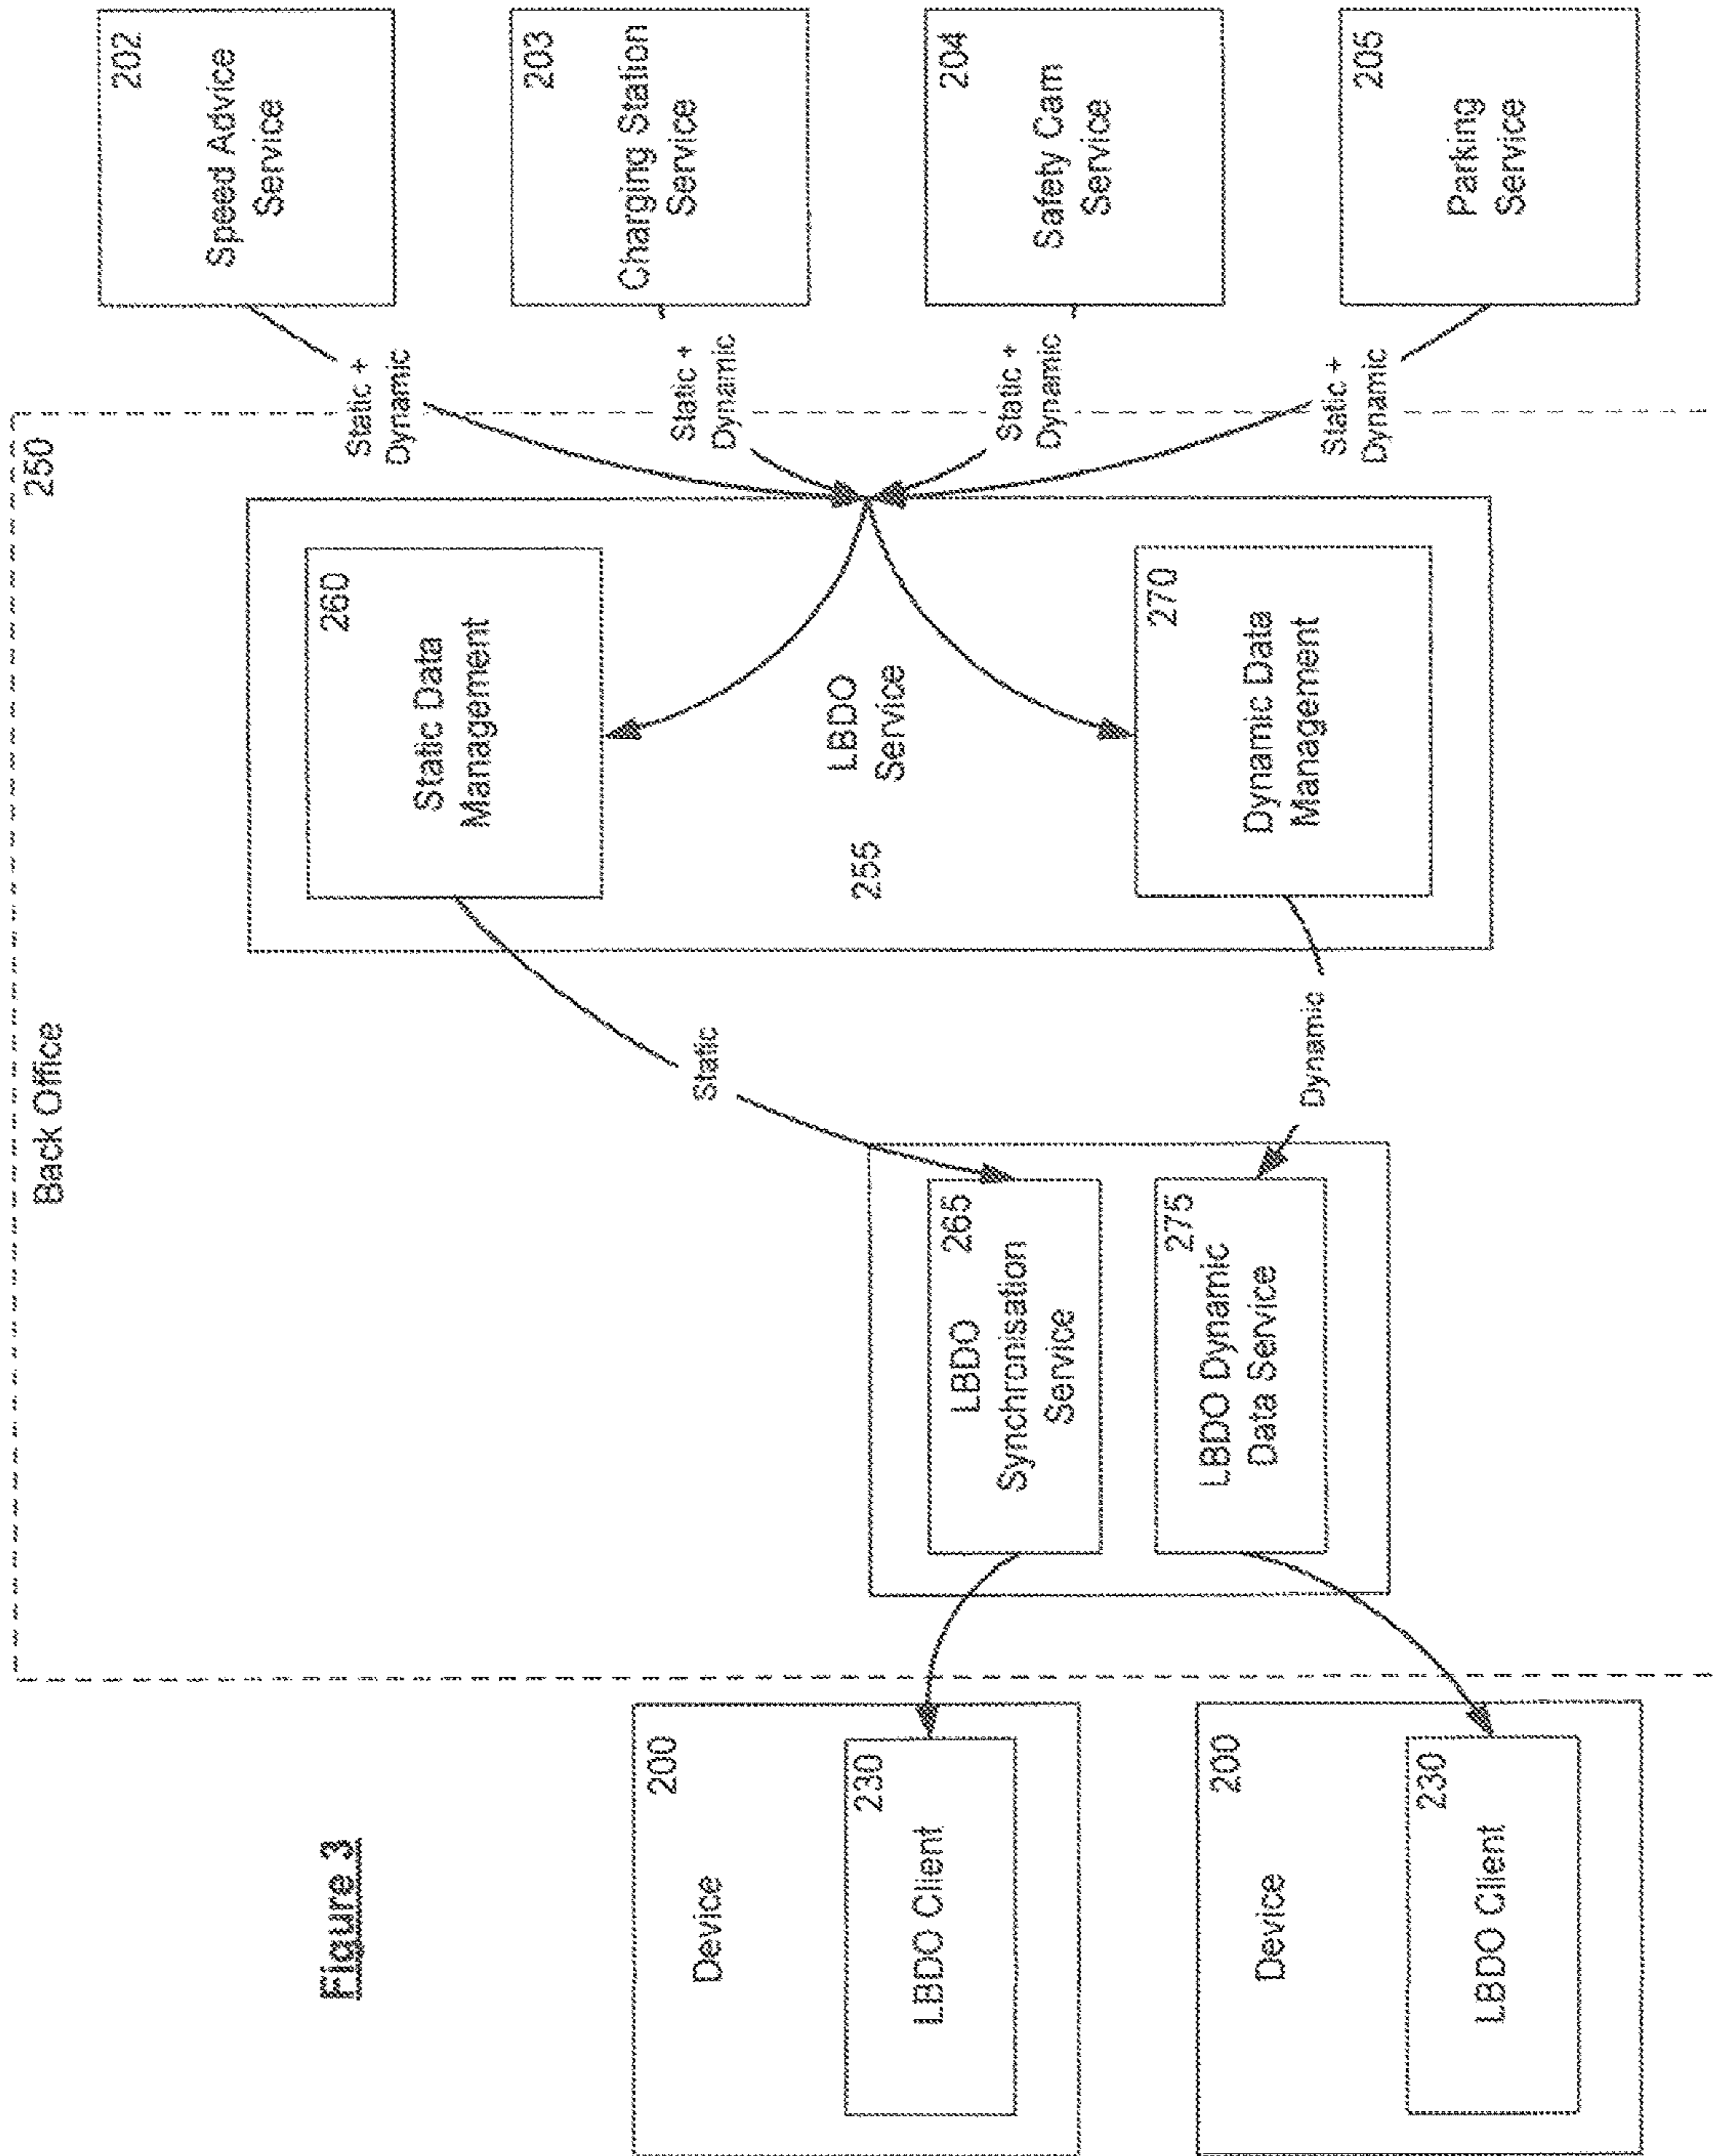 Figure 3
Back Office
250
Device
200
LBDO Client
230
Device
200
LBDO Client
230
LBDO 265
Synchronisation
Service
275
LBDO Dynamic
Data Service
Static
Dynamic
260
Static Data
Management
255
LBDO
Service
270
Dynamic Data
Management
Static +
Dynamic
Static +
Dynamic
Static +
Dynamic
Static +
Dynamic
202
Speed Advice
Service
203
Charging Station
Service
204
Safety Cam
Service
205
Parking
Service